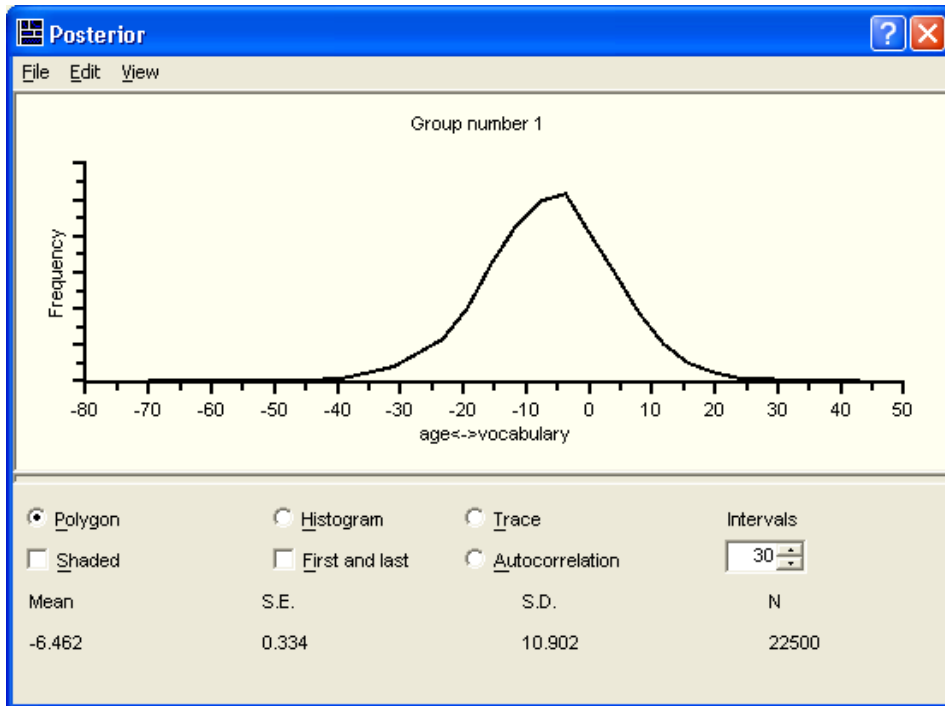 Posterior
File Edit View
Group number 1
Frequency
-80 -70 -60 -50 -40 -30 -20 -10 0 10 20 30 40 50
age<->vocabulary
Polygon Histogram Trace Intervals
Shaded First and last Autocorrelation 30
Mean S.E. S.D. N
-6.462 0.334 10.902 22500